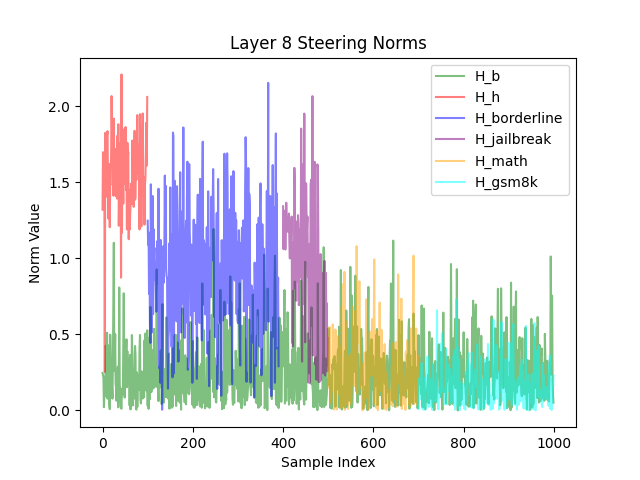 Layer 8 Steering Norms
H_b
H_h
H_borderline
H_jailbreak
H_math
H_gsm8k
Norm Value
2.0
1.5
1.0
0.5
0.0
0
200
400
600
800
1000
Sample Index